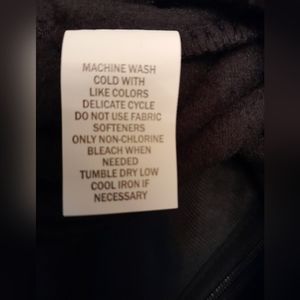 MACHINE WASH
COLD WITH
LIKE COLORS
DELICATE CYCLE
DO NOT USE FABRIC
SOFTENERS
ONLY NON-CHLORINE
BLEACH WHEN
NEEDED
TUMBLE DRY LOW
COOL IRON IF
NECESSARY